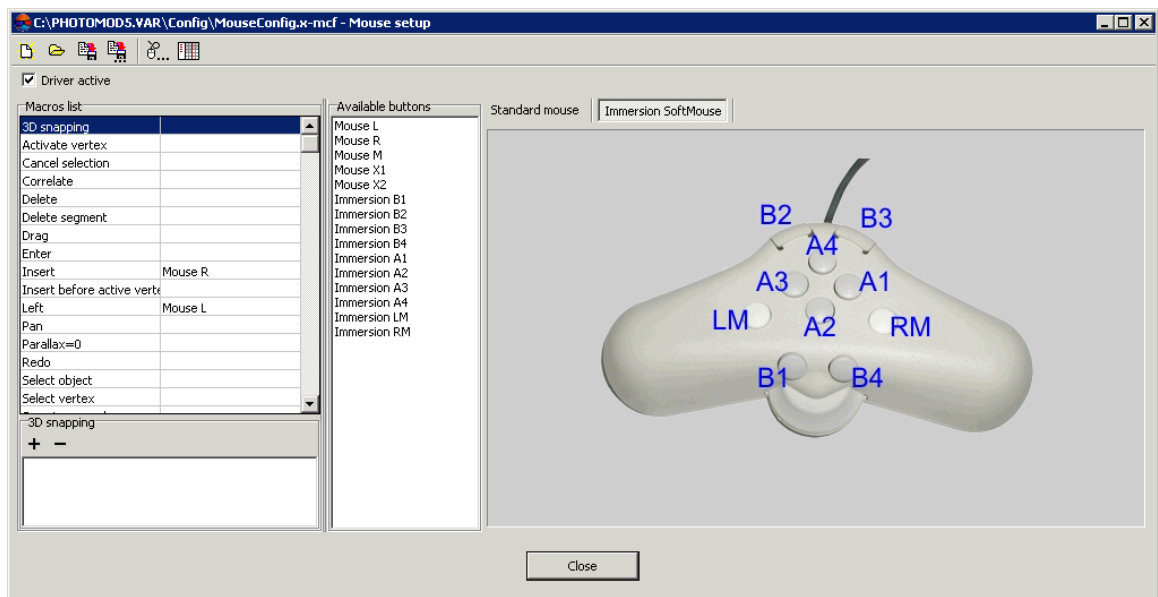 C:\PHOTOMOD5.VAR\Config\MouseConfig.x-mcf - Mouse setup
Driver active
Macros list
3D snapping
Activate vertex
Cancel selection
Correlate
Delete
Delete segment
Drag
Enter
Insert Mouse R
Insert before active verte
Left Mouse L
Pan
Parallax=0
Redo
Select object
Select vertex
3D snapping
+ −
Available buttons
Mouse L
Mouse R
Mouse M
Mouse X1
Mouse X2
Immersion B1
Immersion B2
Immersion B3
Immersion B4
Immersion A1
Immersion A2
Immersion A3
Immersion A4
Immersion LM
Immersion RM
Standard mouse Immersion SoftMouse
B2 B3
A4
A3 A1
LM A2 RM
B1 B4
Close